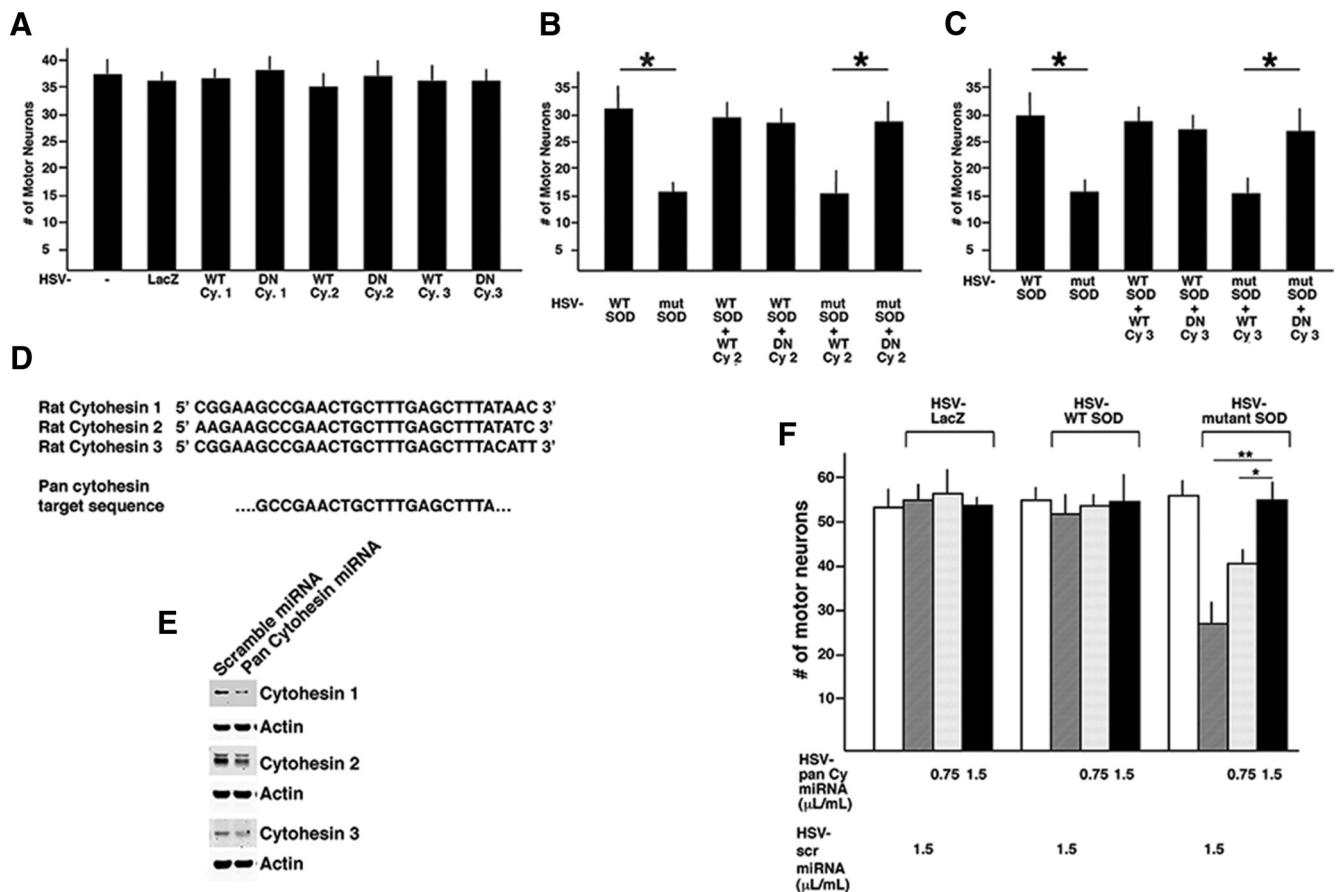 A
40
35
30
25
20
15
10
5
# of Motor Neurons
HSV-
-
LacZ
WT
Cy. 1
DN
Cy. 1
WT
Cy.2
DN
Cy.2
WT
Cy. 3
DN
Cy.3
B
35
30
25
20
15
10
5
# of Motor Neurons
*
*
HSV-
WT
SOD
mut
SOD
WT
SOD
+
WT
Cy 2
WT
SOD
+
DN
Cy 2
mut
SOD
+
WT
Cy 2
mut
SOD
+
DN
Cy 2
C
35
30
25
20
15
10
5
# of Motor Neurons
*
*
HSV-
WT
SOD
mut
SOD
WT
SOD
+
WT
Cy 3
WT
SOD
+
DN
Cy 3
mut
SOD
+
WT
Cy 3
mut
SOD
+
DN
Cy 3
D
Rat Cytohesin 1 5' CGGAAGCCGAACTGCTTTGAGCTTTATAAC 3'
Rat Cytohesin 2 5' AAGAAGCCGAACTGCTTTGAGCTTTATATC 3'
Rat Cytohesin 3 5' CGGAAGCCGAACTGCTTTGAGCTTTACATT 3'
Pan cytohesin
target sequence ....GCCGAACTGCTTTGAGCTTTA...
E
Scramble miRNA
Pan Cytohesin miRNA
Cytohesin 1
Actin
Cytohesin 2
Actin
Cytohesin 3
Actin
F
HSV-
LacZ
HSV-
WT SOD
HSV-
mutant SOD
**
*
60
50
40
30
20
10
# of motor neurons
HSV-
pan Cy
miRNA
(µL/mL)
0.75 1.5
0.75 1.5
0.75 1.5
HSV-
scr
miRNA
(µL/mL)
1.5
1.5
1.5